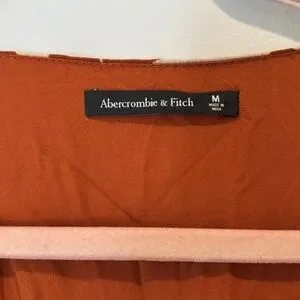 Abercrombie & Fitch
M
MADE IN
INDIA